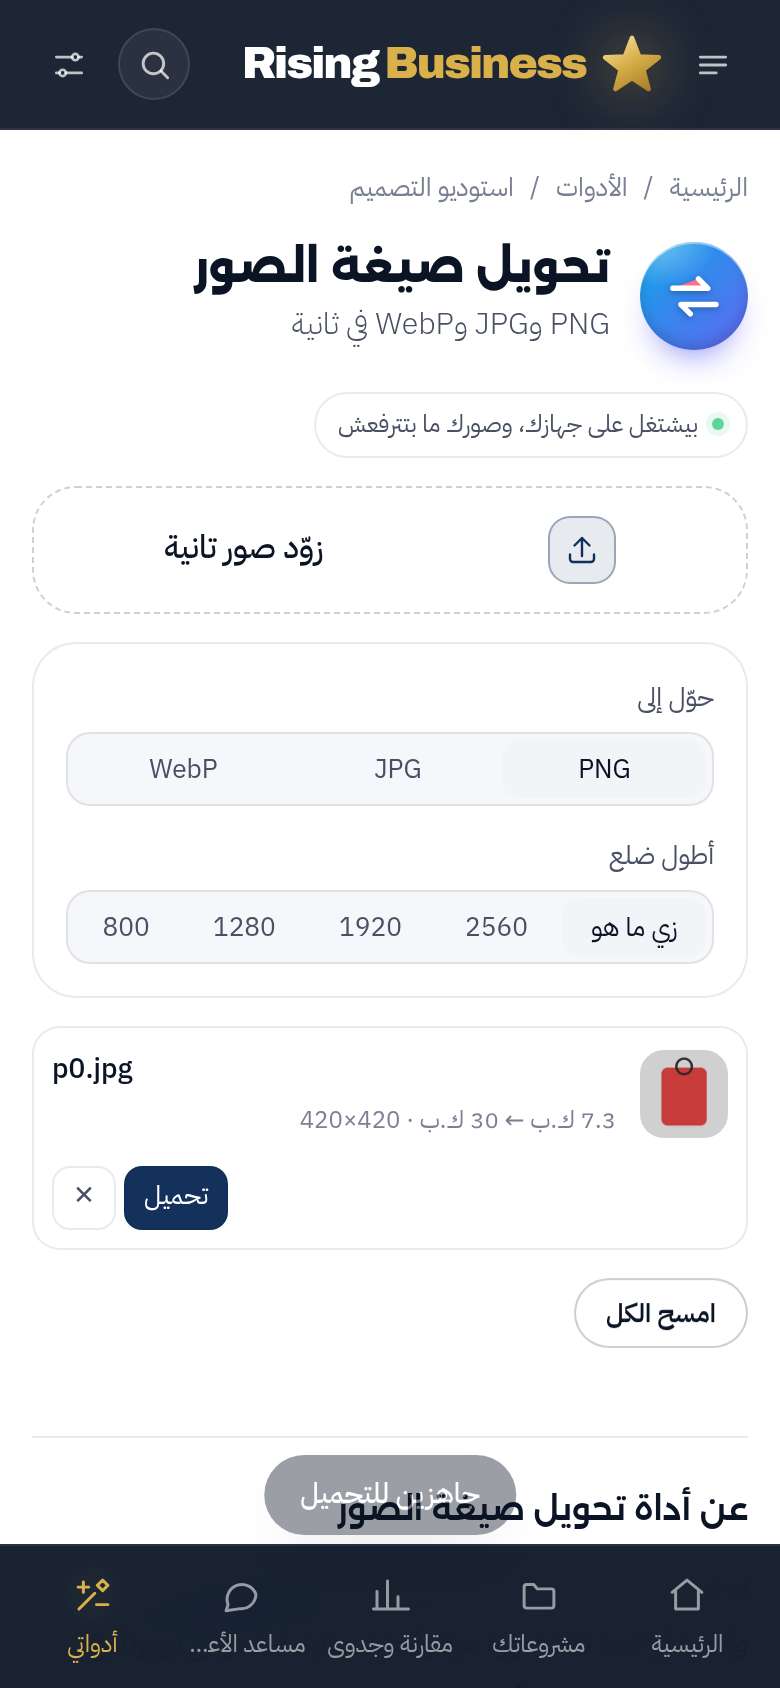 Rising Business
الرئيسية / الأدوات / استوديو التصميم
تحويل صيغة الصور
PNG وJPG وWebP في ثانية
بيشتغل على جهازك، وصورك ما بتترفعش
زوّد صور تانية
حوّل إلى
PNG JPG WebP
أطول ضلع
زي ما هو 2560 1920 1280 800
p0.jpg
7.3 ك.ب ← 30 ك.ب · 420×420
تحميل ✕
امسح الكل
جاهزين للتحميل
عن أداة تحويل صيغة الصور
الرئيسية مشروعاتك مقارنة وجدوى مساعد الأعـ... أدواتي